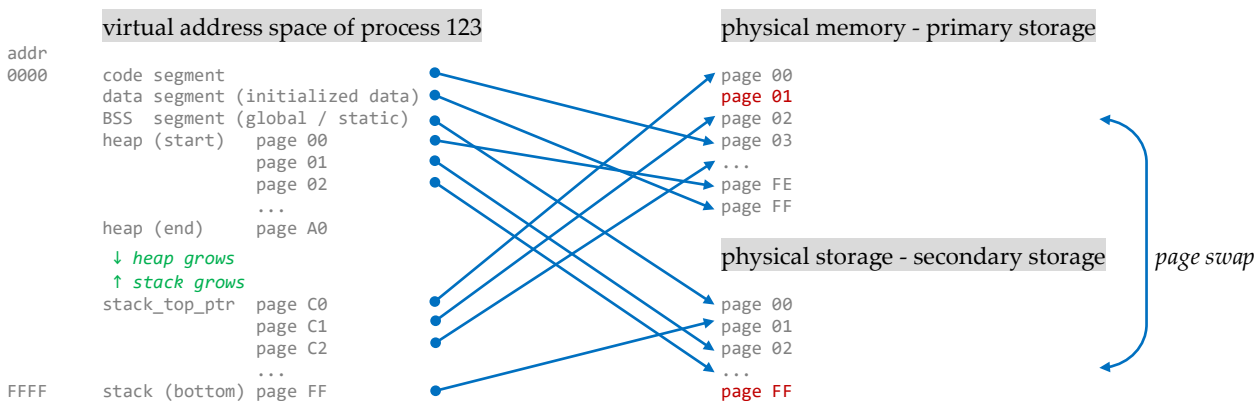 virtual address space of process 123
addr
0000 code segment
data segment (initialized data)
BSS segment (global / static)
heap (start) page 00
page 01
page 02
...
heap (end) page A0
↓ heap grows
↑ stack grows
stack_top_ptr page C0
page C1
page C2
...
FFFF stack (bottom) page FF
physical memory - primary storage
page 00
page 01
page 02
page 03
...
page FE
page FF
physical storage - secondary storage
page 00
page 01
page 02
...
page FF
page swap